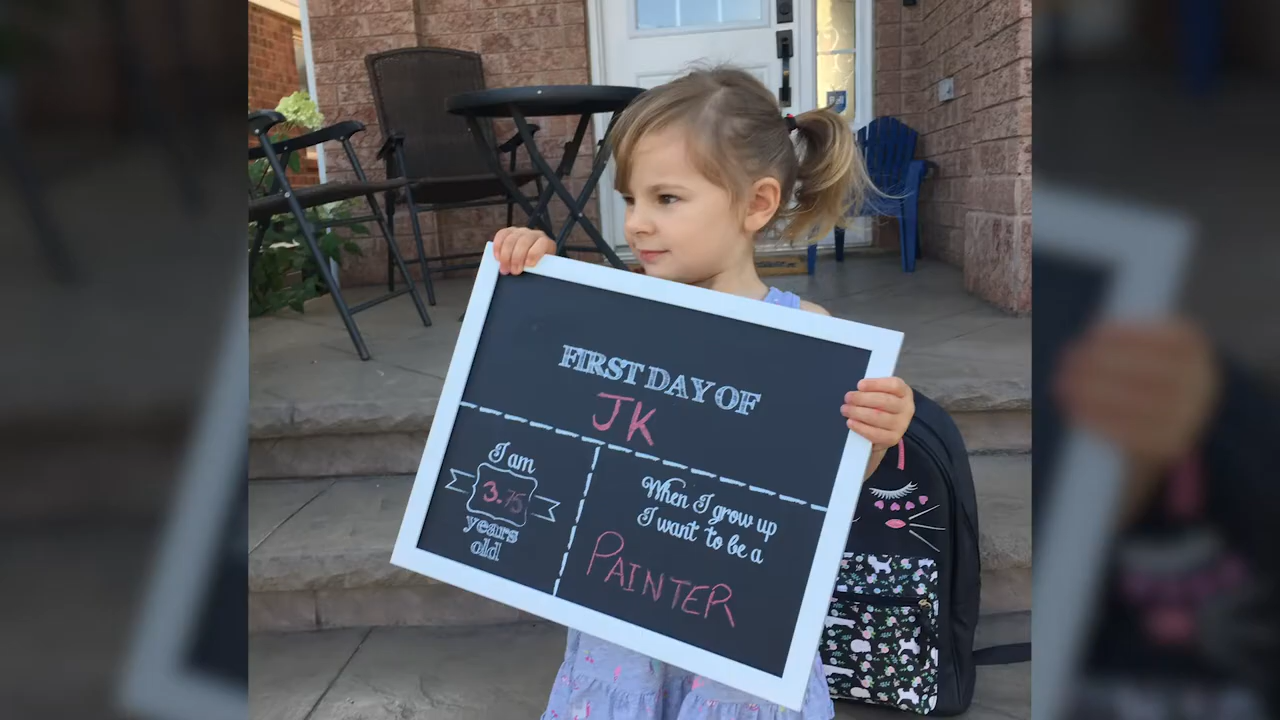 FIRST DAY OF
JK
I am
3.75
years
old
When I grow up
I want to be a
PAINTER